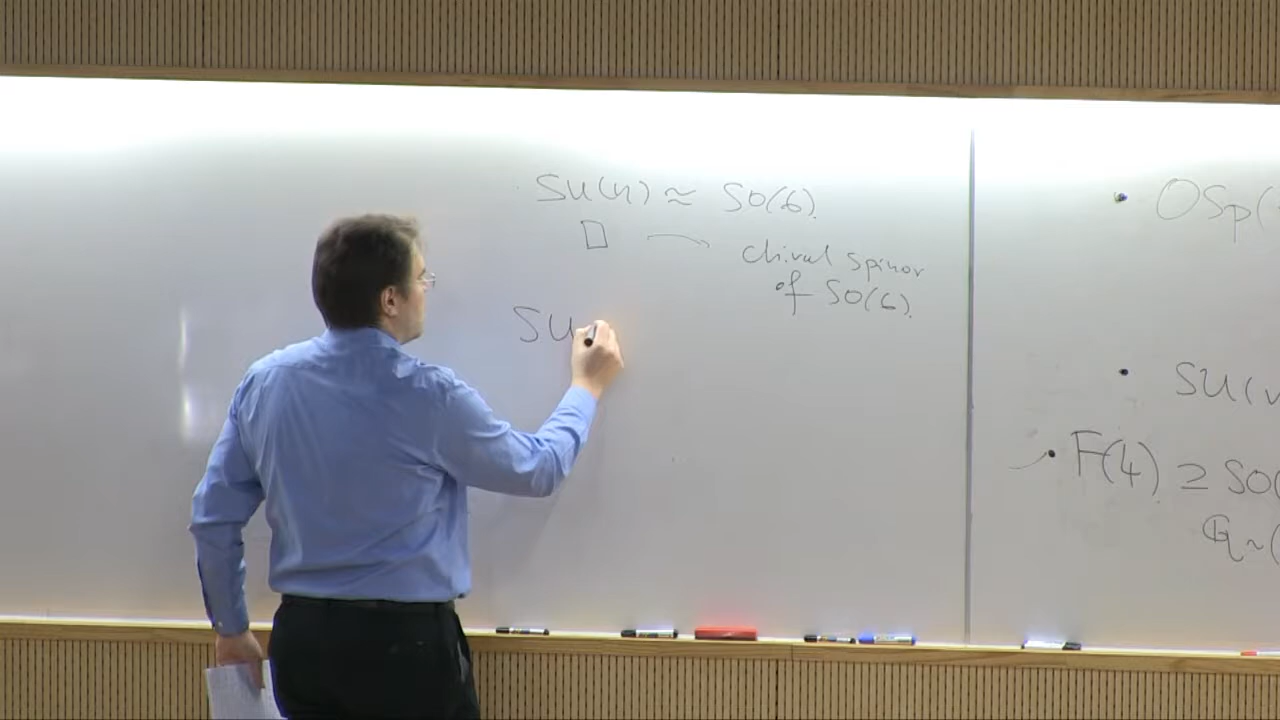 SU(4) ≈ SO(6).
□ → chiral spinor
of SO(6).
SU
• OSp(
• SU(
• F(4) ⊇ SO(
Q ~ (